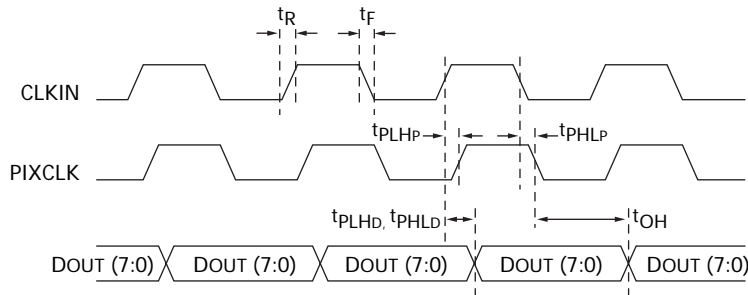 tR tF
CLKIN
tPLHP tPHLP
PIXCLK
tPLHD, tPHLD tOH
DOUT (7:0) DOUT (7:0) DOUT (7:0) DOUT (7:0) DOUT (7:0)